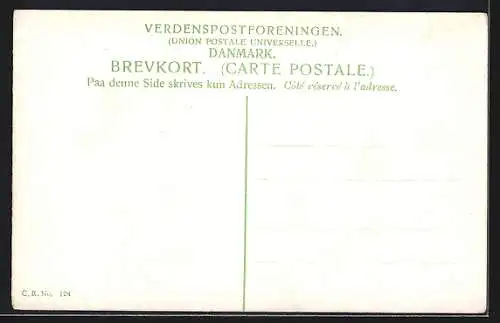 VERDENSPOSTFORENINGEN.
(UNION POSTALE UNIVERSELLE.)
DANMARK.
BREVKORT. (CARTE POSTALE.)
Paa denne Side skrives kun Adressen. Côté réservé à l'adresse.
C. R. No. 124